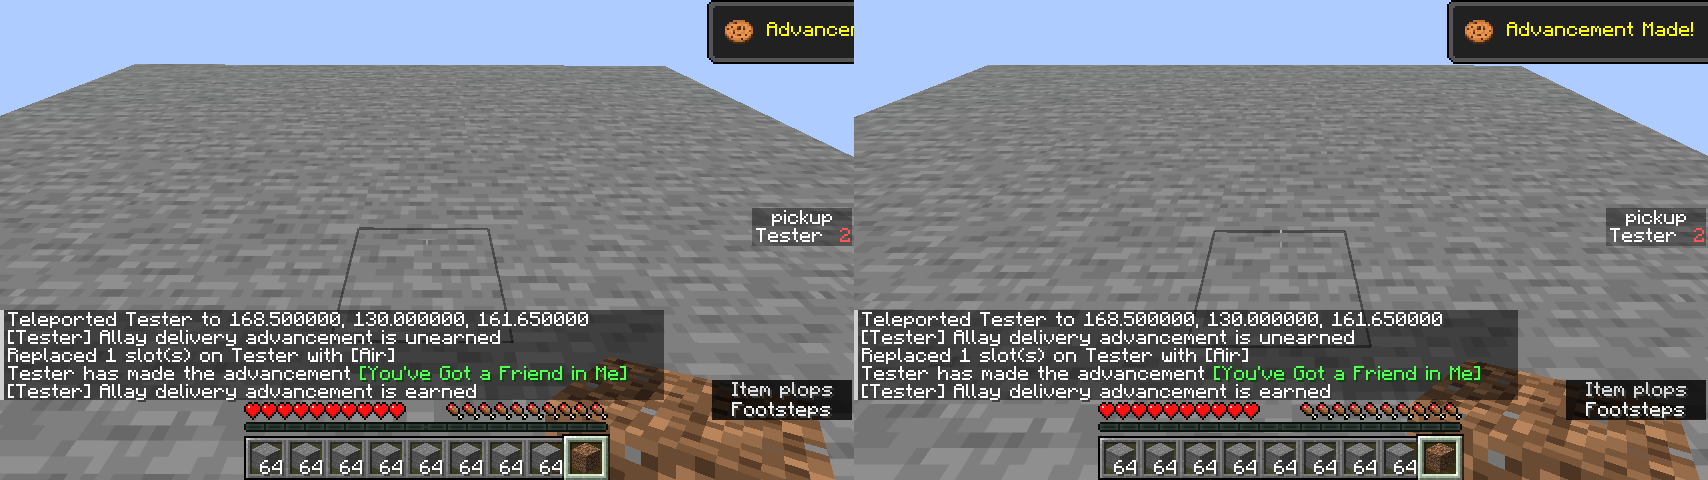 Advancem
pickup
Tester 2
Teleported Tester to 168.500000, 130.000000, 161.650000
[Tester] Allay delivery advancement is unearned
Replaced 1 slot(s) on Tester with [Air]
Tester has made the advancement [You've Got a Friend in Me]
[Tester] Allay delivery advancement is earned
Item plops
Footsteps
64 64 64 64 64 64 64 64
Advancement Made!
pickup
Tester 2
Teleported Tester to 168.500000, 130.000000, 161.650000
[Tester] Allay delivery advancement is unearned
Replaced 1 slot(s) on Tester with [Air]
Tester has made the advancement [You've Got a Friend in Me]
[Tester] Allay delivery advancement is earned
Item plops
Footsteps
64 64 64 64 64 64 64 64